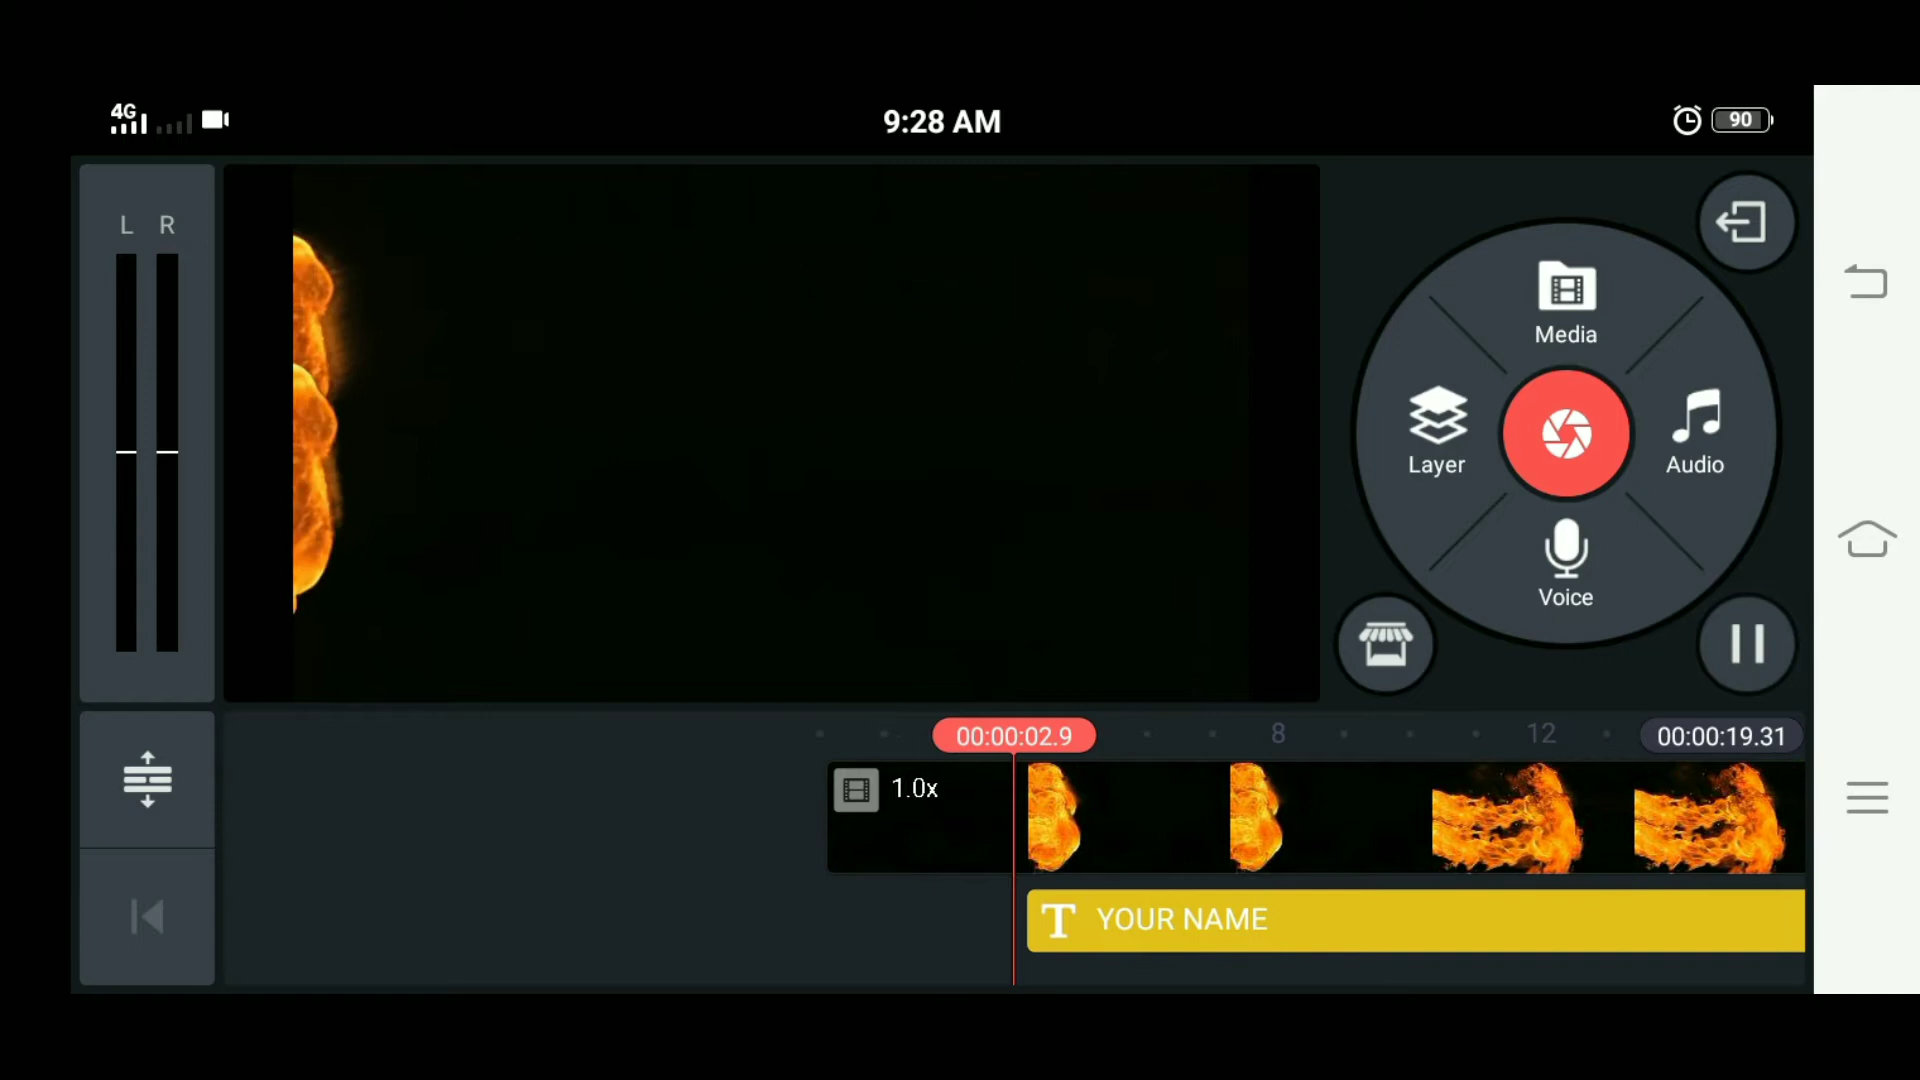 4G
9:28 AM
90
L R
Media
Layer
Audio
Voice
00:00:02.9
8
12
00:00:19.31
1.0x
T YOUR NAME